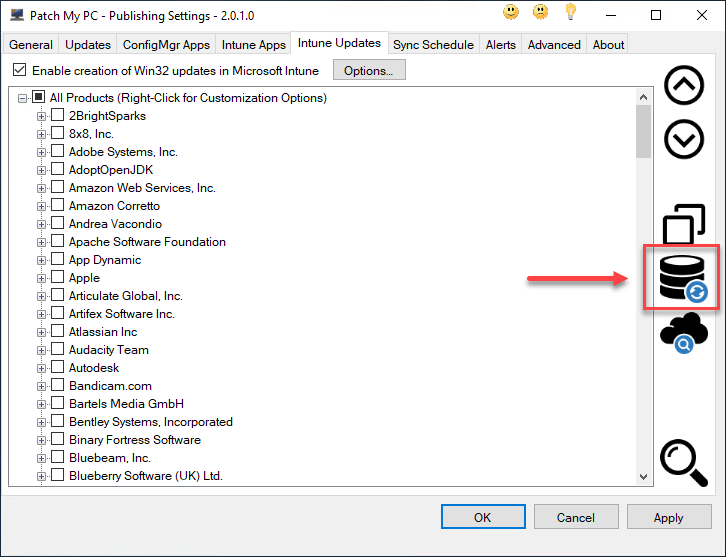 Patch My PC - Publishing Settings - 2.0.1.0
General Updates ConfigMgr Apps Intune Apps Intune Updates Sync Schedule Alerts Advanced About
Enable creation of Win32 updates in Microsoft Intune Options...
All Products (Right-Click for Customization Options)
2BrightSparks
8x8, Inc.
Adobe Systems, Inc.
AdoptOpenJDK
Amazon Web Services, Inc.
Amazon Corretto
Andrea Vacondio
Apache Software Foundation
App Dynamic
Apple
Articulate Global, Inc.
Artifex Software Inc.
Atlassian Inc
Audacity Team
Autodesk
Bandicam.com
Bartels Media GmbH
Bentley Systems, Incorporated
Binary Fortress Software
Bluebeam, Inc.
Blueberry Software (UK) Ltd.
OK Cancel Apply